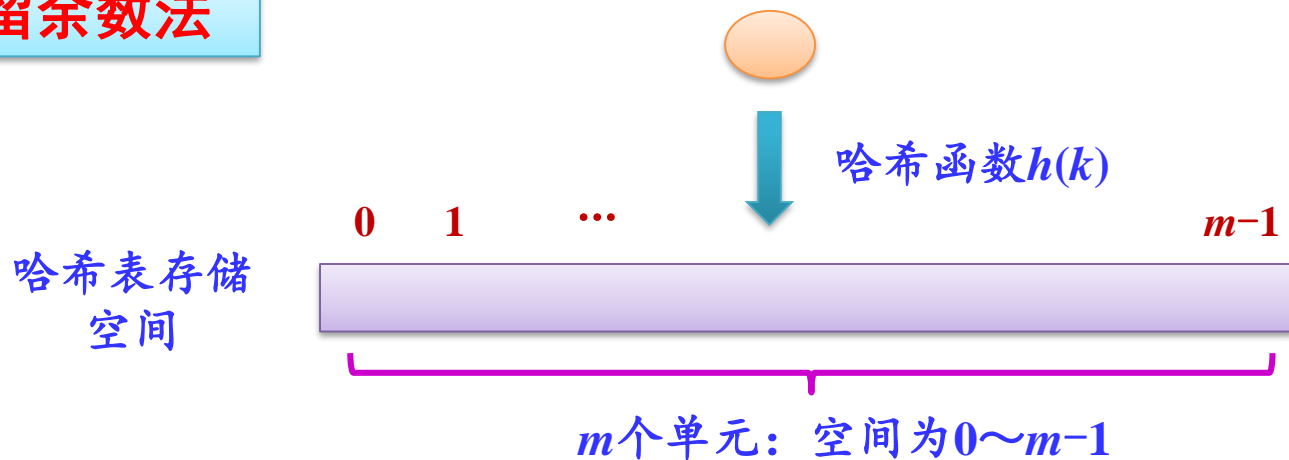 留余数法
哈希函数h(k)
0 1 ··· m−1
哈希表存储
空间
m个单元：空间为0～m−1